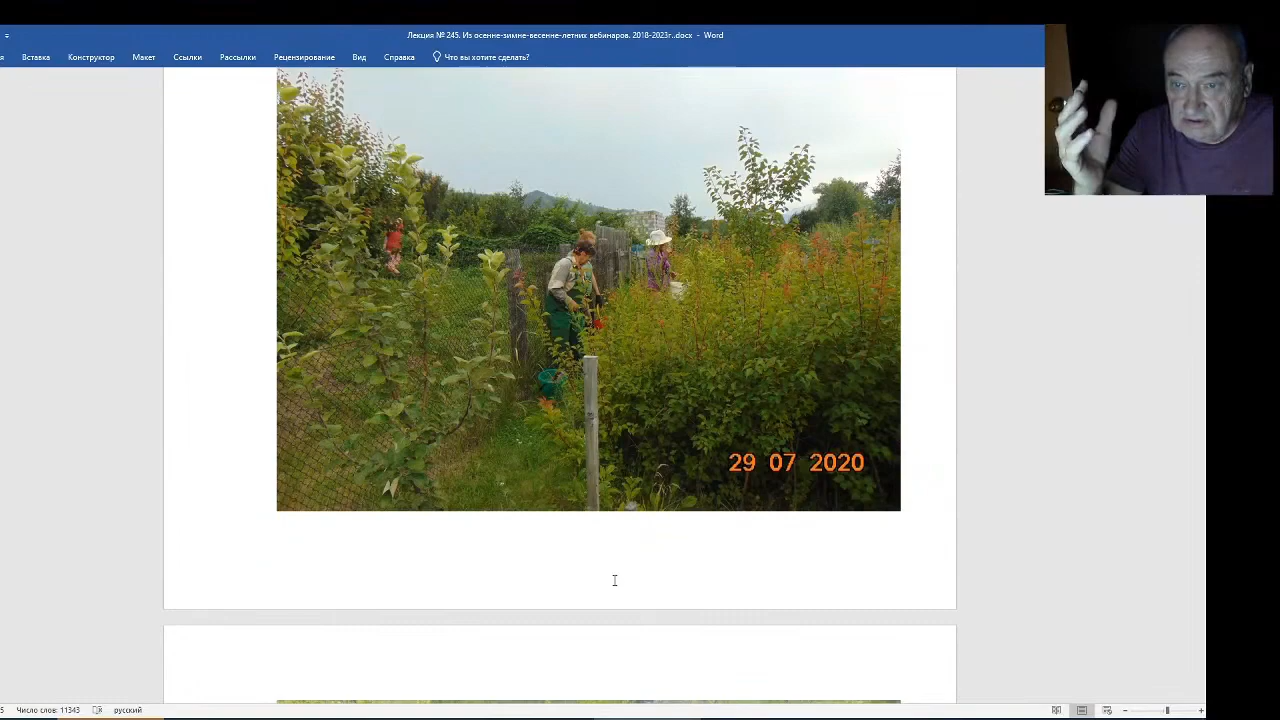 Лекция № 245. Из осенне-зимне-весенне-летних вебинаров. 2018-2023г..docx - Word
Вставка Конструктор Макет Ссылки Рассылки Рецензирование Вид Справка Что вы хотите сделать?
29 07 2020
Число слов: 11343 русский